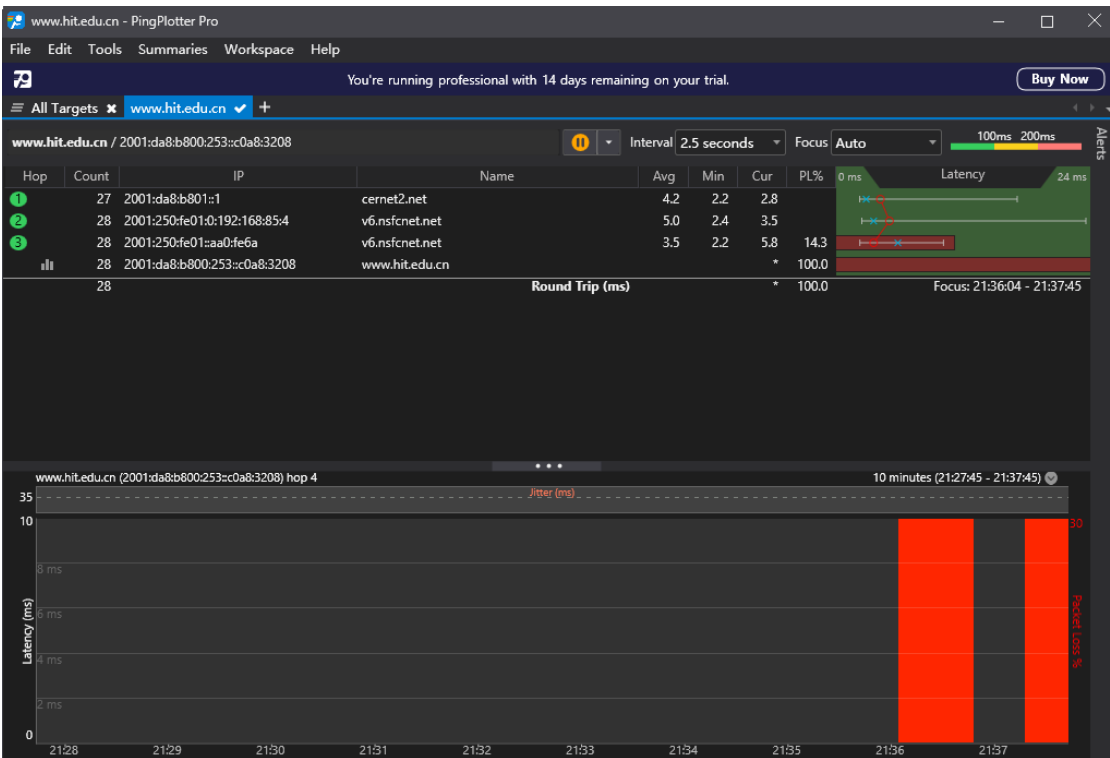 www.hit.edu.cn - PingPlotter Pro
File Edit Tools Summaries Workspace Help
You're running professional with 14 days remaining on your trial.
Buy Now
All Targets www.hit.edu.cn
www.hit.edu.cn / 2001:da8:b800:253::c0a8:3208 Interval 2.5 seconds Focus Auto 100ms 200ms
Alerts
Hop Count IP Name Avg Min Cur PL% 0 ms Latency 24 ms
1 27 2001:da8:b801::1 cernet2.net 4.2 2.2 2.8
2 28 2001:250:fe01:0:192:168:85:4 v6.nsfcnet.net 5.0 2.4 3.5
3 28 2001:250:fe01::aa0:fe6a v6.nsfcnet.net 3.5 2.2 5.8 14.3
28 2001:da8:b800:253::c0a8:3208 www.hit.edu.cn * 100.0
28 Round Trip (ms) * 100.0 Focus: 21:36:04 - 21:37:45
www.hit.edu.cn (2001:da8:b800:253::c0a8:3208) hop 4 10 minutes (21:27:45 - 21:37:45)
35 Jitter (ms)
10 30
8 ms
6 ms
4 ms
2 ms
0
Latency (ms)
Packet Loss %
21:28 21:29 21:30 21:31 21:32 21:33 21:34 21:35 21:36 21:37